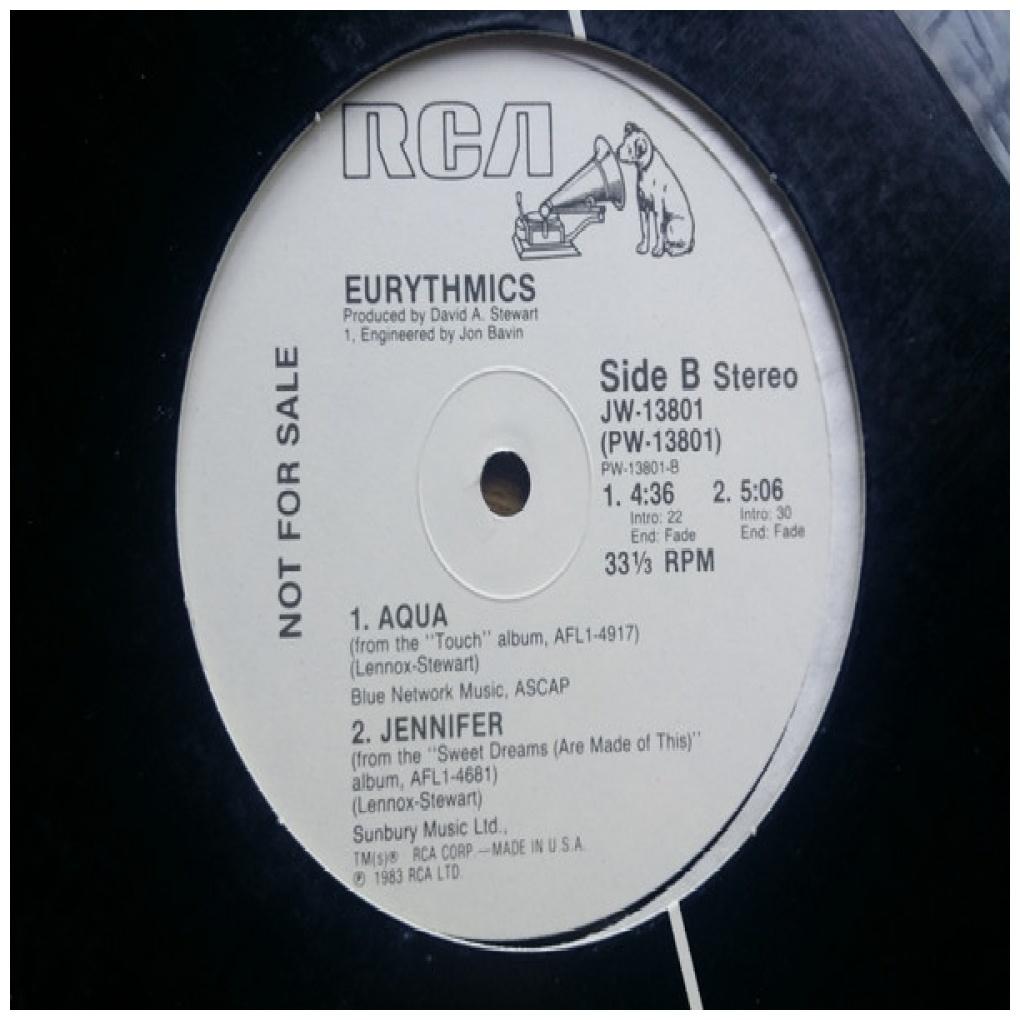 RCA
EURYTHMICS
Produced by David A. Stewart
1, Engineered by Jon Bavin
NOT FOR SALE
Side B Stereo
JW-13801
(PW-13801)
PW-13801-B
1. 4:36 2. 5:06
Intro: 22 Intro: 30
End: Fade End: Fade
33⅓ RPM
1. AQUA
(from the "Touch" album, AFL1-4917)
(Lennox-Stewart)
Blue Network Music, ASCAP
2. JENNIFER
(from the "Sweet Dreams (Are Made of This)"
album, AFL1-4681)
(Lennox-Stewart)
Sunbury Music Ltd.,
TM(s)® RCA CORP.—MADE IN U.S.A.
℗ 1983 RCA LTD.